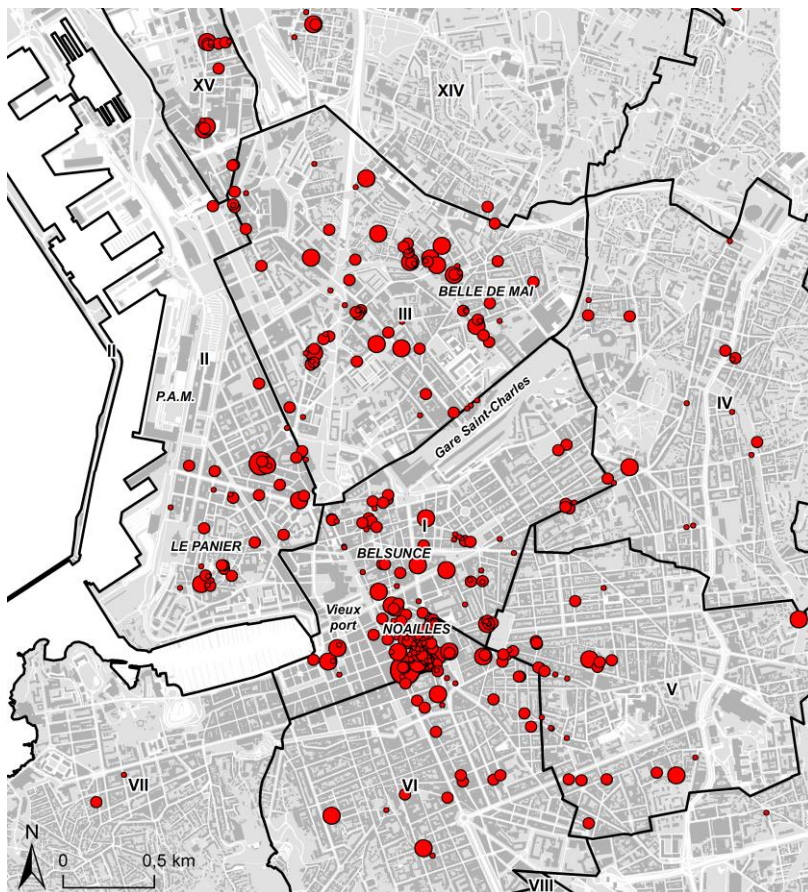 XV
XIV
BELLE DE MAI
III
II
II
P.A.M.
IV
Gare Saint-Charles
I
LE PANIER
BELSUNCE
Vieux
port
NOAILLES
V
VII
VI
N
0 0,5 km
VIII